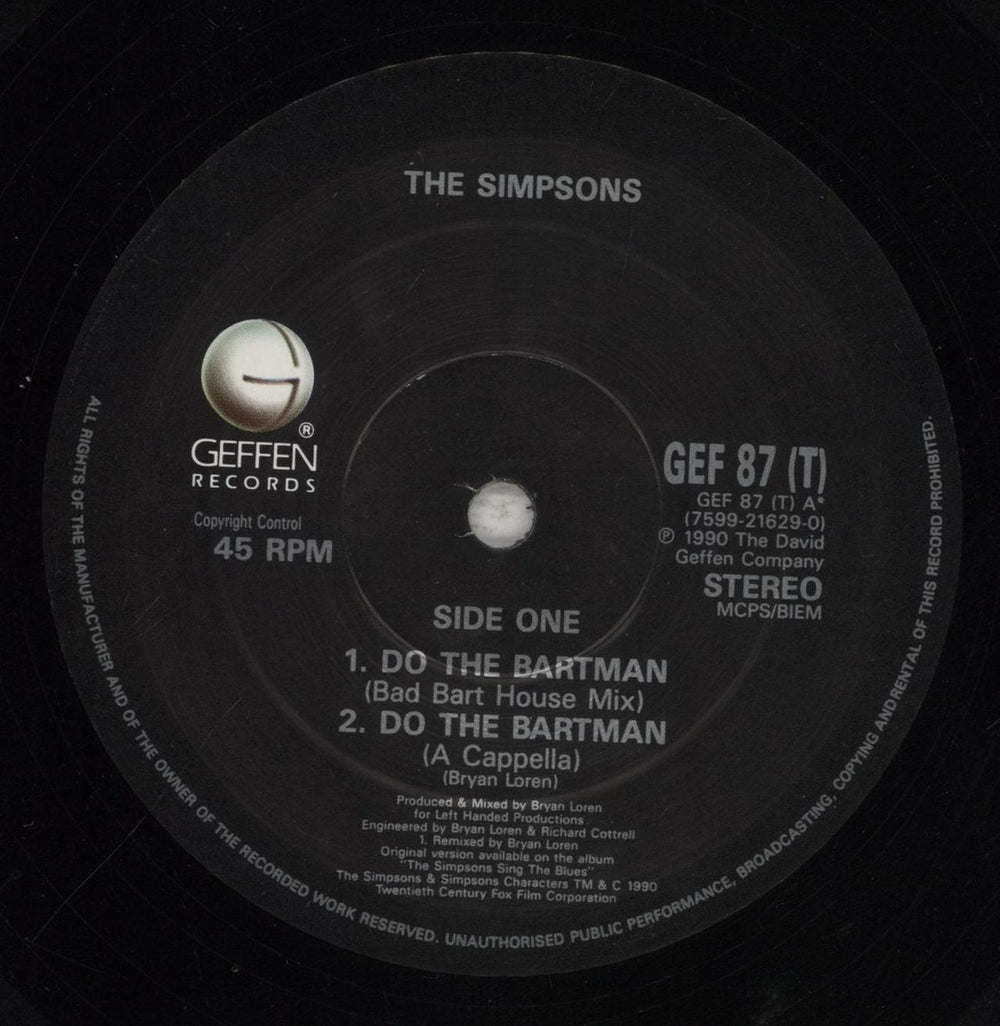 THE SIMPSONS
®
GEFFEN
RECORDS
Copyright Control
45 RPM
GEF 87 (T)
GEF 87 (T) A*
(7599-21629-0)
℗ 1990 The David
Geffen Company
STEREO
MCPS/BIEM
SIDE ONE
1. DO THE BARTMAN
(Bad Bart House Mix)
2. DO THE BARTMAN
(A Cappella)
(Bryan Loren)
Produced & Mixed by Bryan Loren
for Left Handed Productions
Engineered by Bryan Loren & Richard Cottrell
1. Remixed by Bryan Loren
Original version available on the album
"The Simpsons Sing The Blues"
The Simpsons & Simpsons Characters TM & C 1990
Twentieth Century Fox Film Corporation
ALL RIGHTS OF THE MANUFACTURER AND OF THE OWNER OF THE RECORDED WORK RESERVED. UNAUTHORISED PUBLIC PERFORMANCE, BROADCASTING, COPYING ANDRENTAL OF THIS RECORD PROHIBITED.